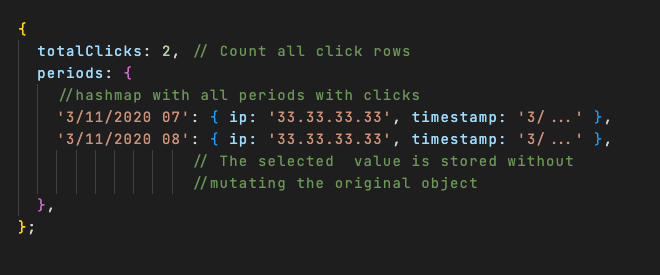 {
totalClicks: 2, // Count all click rows
periods: {
//hashmap with all periods with clicks
'3/11/2020 07': { ip: '33.33.33.33', timestamp: '3/...' },
'3/11/2020 08': { ip: '33.33.33.33', timestamp: '3/...' },
// The selected  value is stored without
//mutating the original object
},
};